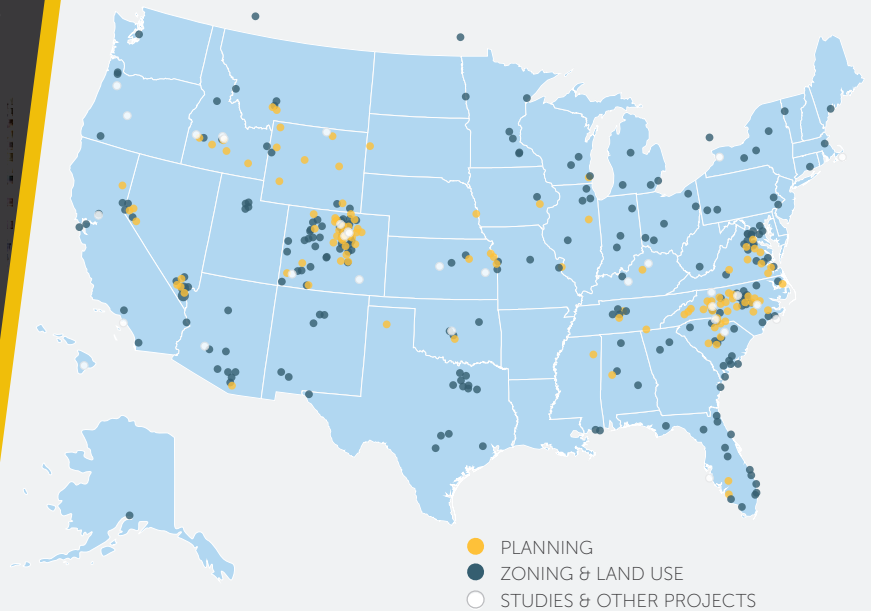 PLANNING
ZONING & LAND USE
STUDIES & OTHER PROJECTS